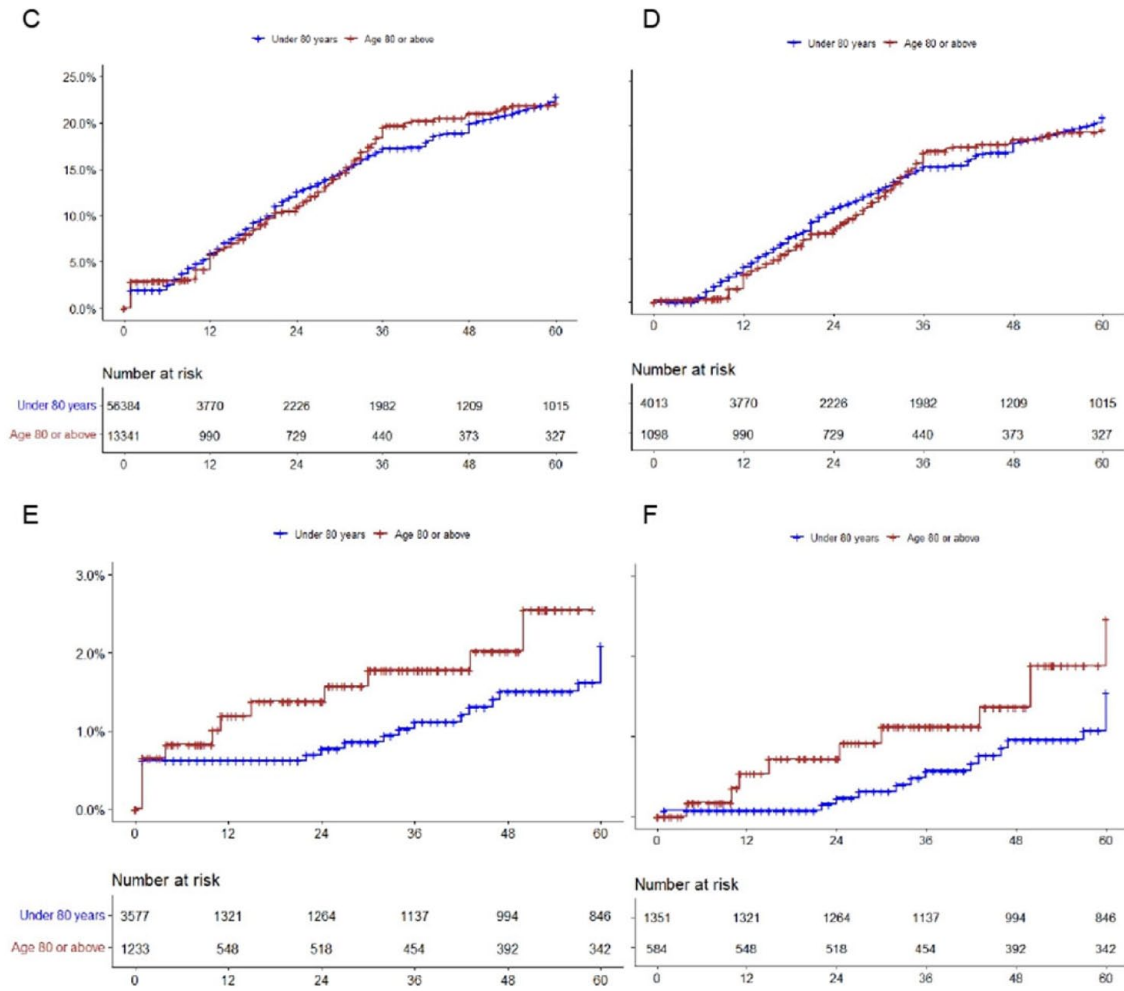 C
Under 80 years Age 80 or above
25.0%
20.0%
15.0%
10.0%
5.0%
0.0%
0 12 24 36 48 60
Number at risk
Under 80 years 56384 3770 2226 1982 1209 1015
Age 80 or above 13341 990 729 440 373 327
0 12 24 36 48 60
D
Under 80 years Age 80 or above
0 12 24 36 48 60
Number at risk
4013 3770 2226 1982 1209 1015
1098 990 729 440 373 327
0 12 24 36 48 60
E
Under 80 years Age 80 or above
3.0%
2.0%
1.0%
0.0%
0 12 24 36 48 60
Number at risk
Under 80 years 3577 1321 1264 1137 994 846
Age 80 or above 1233 548 518 454 392 342
0 12 24 36 48 60
F
Under 80 years Age 80 or above
0 12 24 36 48 60
Number at risk
1351 1321 1264 1137 994 846
584 548 518 454 392 342
0 12 24 36 48 60